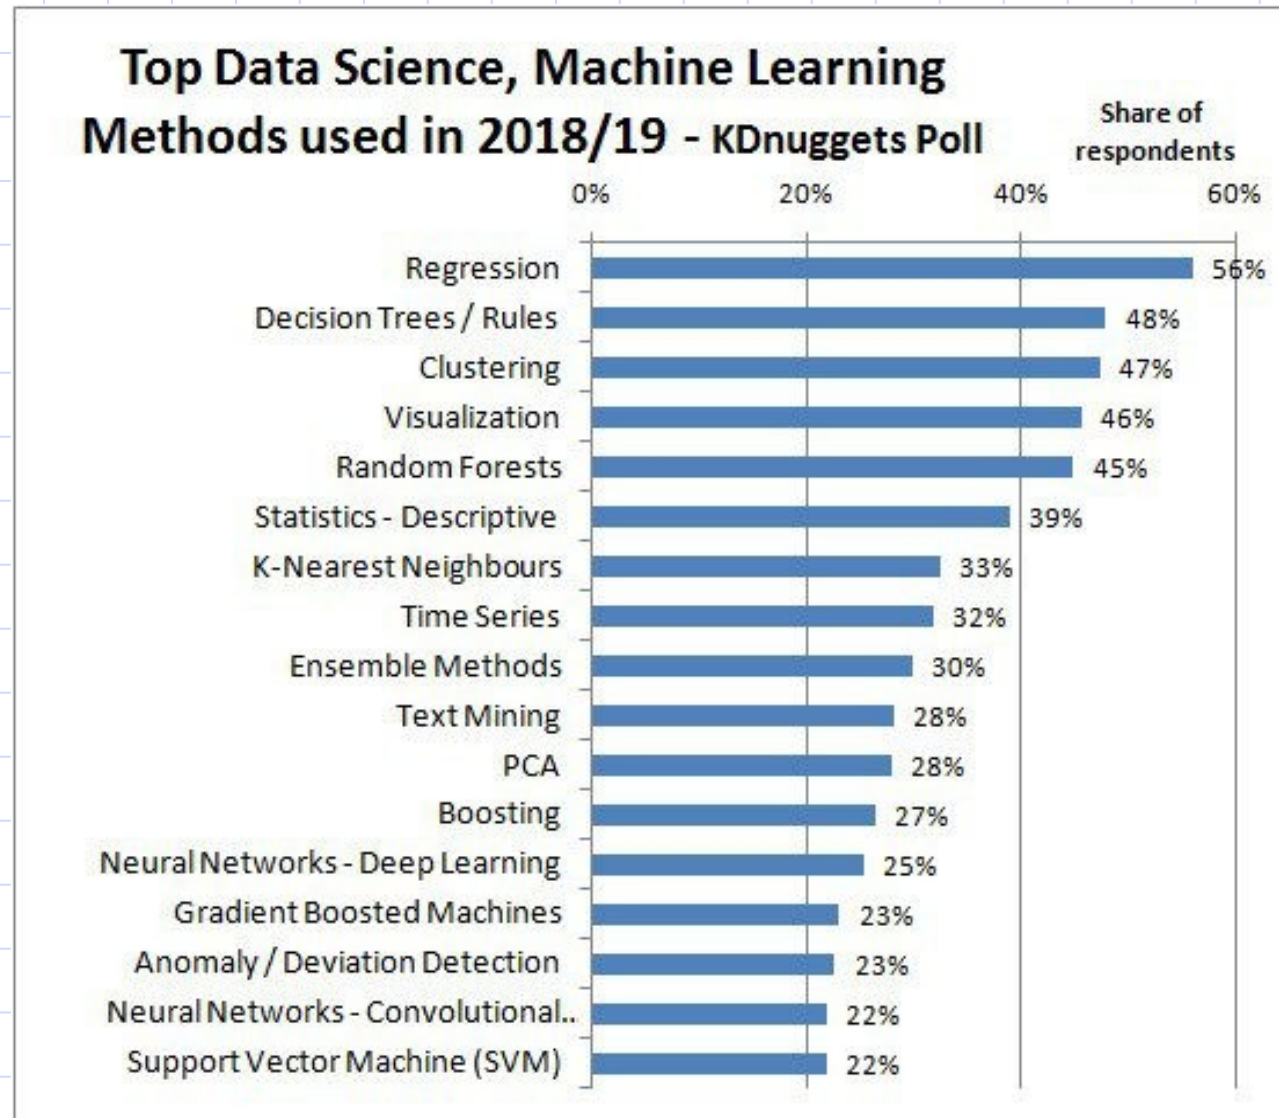 Top Data Science, Machine Learning
Methods used in 2018/19 - KDnuggets Poll
Share of
respondents
0% 20% 40% 60%
Regression 56%
Decision Trees / Rules 48%
Clustering 47%
Visualization 46%
Random Forests 45%
Statistics - Descriptive 39%
K-Nearest Neighbours 33%
Time Series 32%
Ensemble Methods 30%
Text Mining 28%
PCA 28%
Boosting 27%
Neural Networks - Deep Learning 25%
Gradient Boosted Machines 23%
Anomaly / Deviation Detection 23%
Neural Networks - Convolutional.. 22%
Support Vector Machine (SVM) 22%